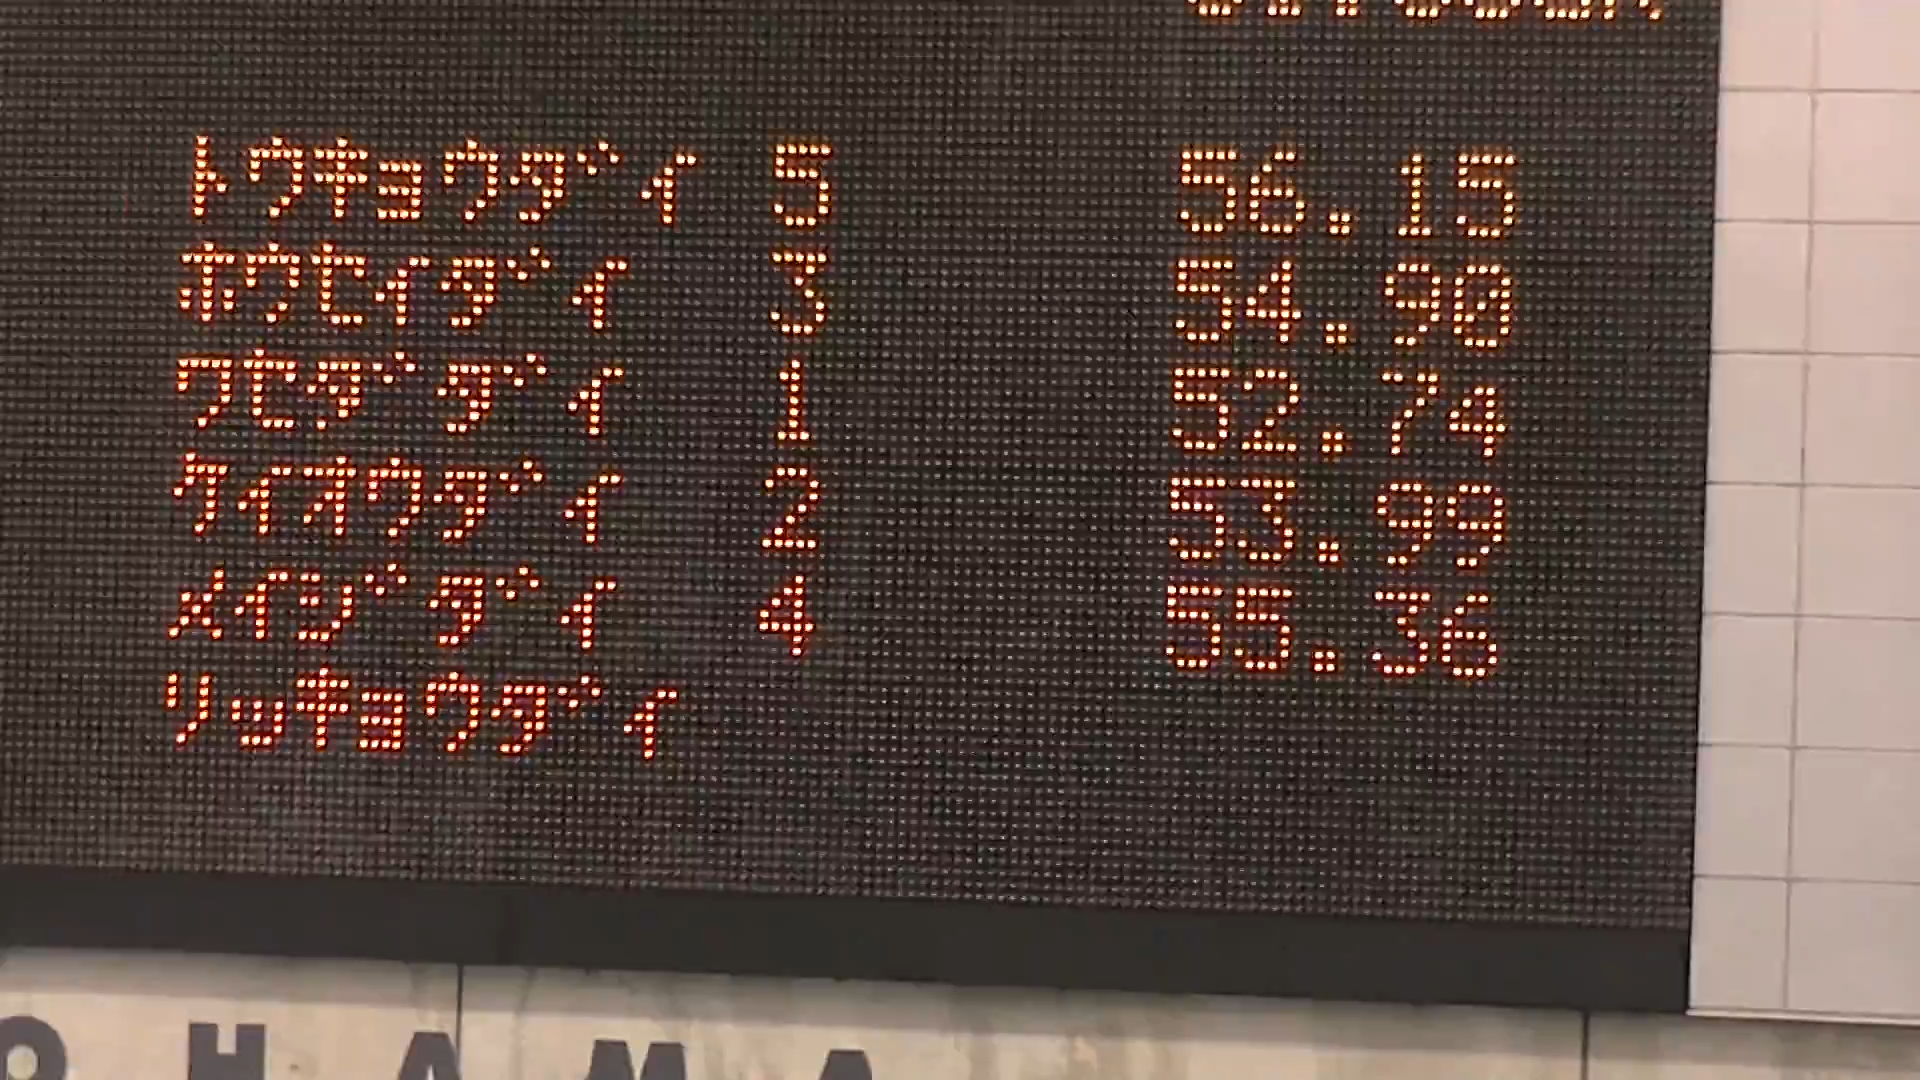 トウキョウダイ 5 56.15
ホウセイダイ 3 54.90
ワセダダイ 1 52.74
ケイオウダイ 2 53.99
メイジダイ 4 55.36
リッキョウダイ
HAMA